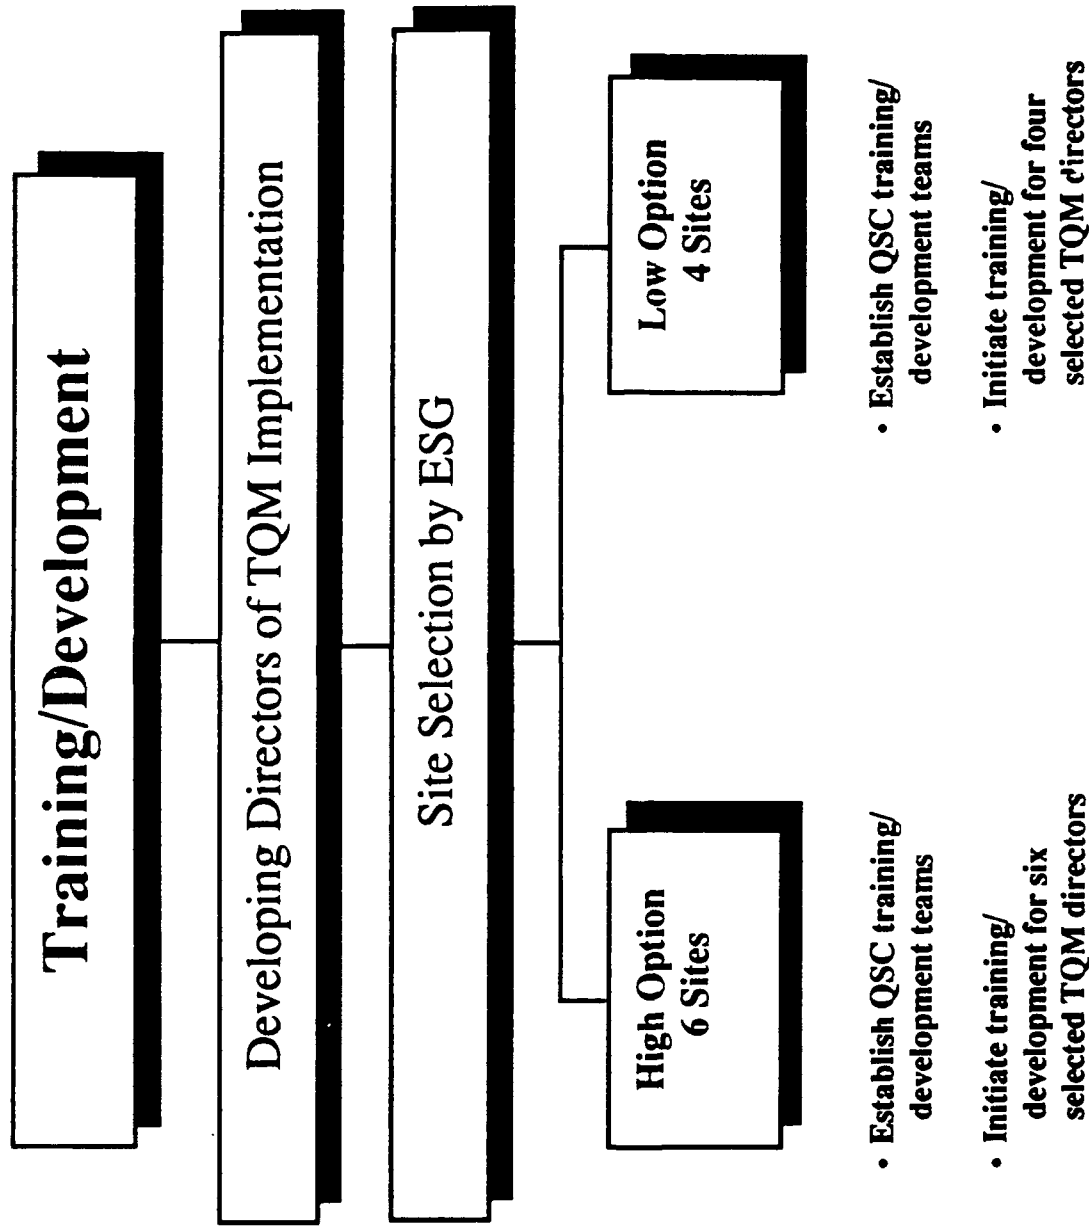 Training/Development
Developing Directors of TQM Implementation
Site Selection by ESG
High Option
6 Sites
• Establish QSC training/
development teams
• Initiate training/
development for six
selected TQM directors
Low Option
4 Sites
• Establish QSC training/
development teams
• Initiate training/
development for four
selected TQM directors